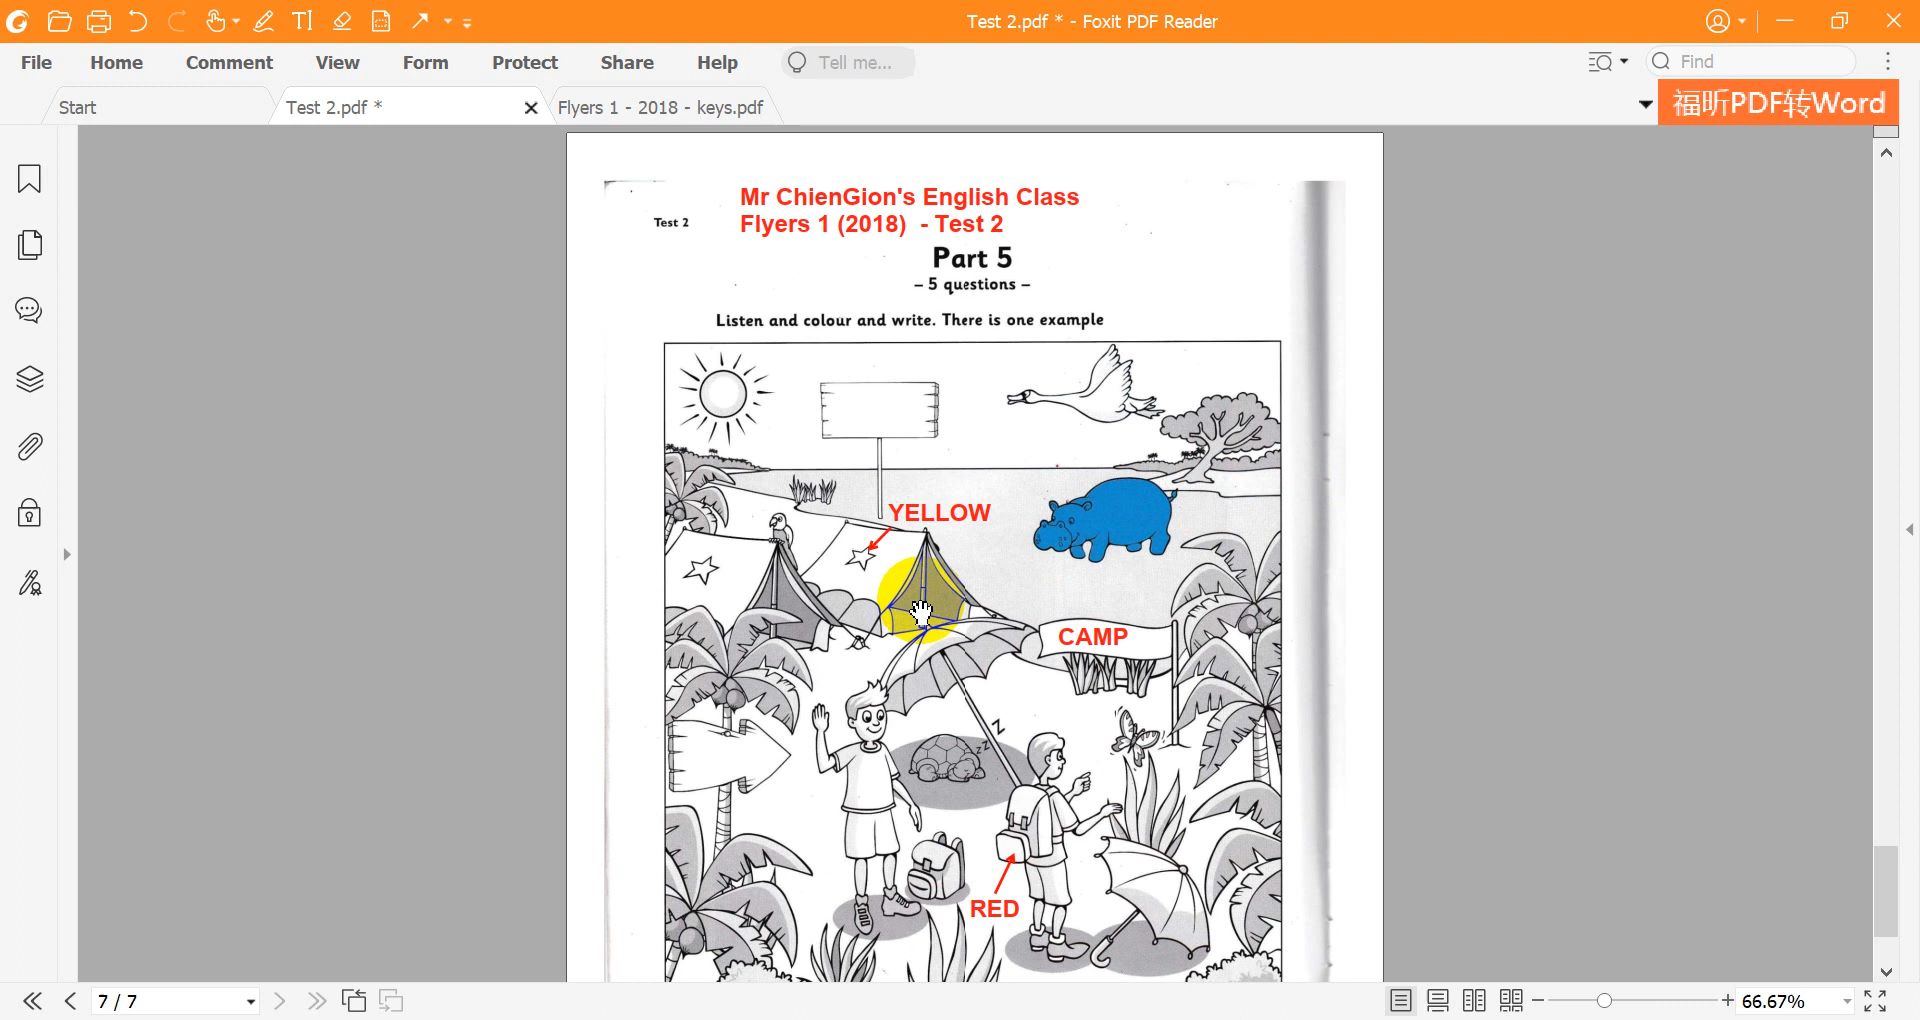 Test 2.pdf * - Foxit PDF Reader
File Home Comment View Form Protect Share Help Tell me... Find
Start Test 2.pdf * Flyers 1 - 2018 - keys.pdf 福昕PDF转Word
Mr ChienGion's English Class
Test 2 Flyers 1 (2018) - Test 2
Part 5
– 5 questions –
Listen and colour and write. There is one example
YELLOW
CAMP
z z Z
RED
7 / 7 66.67%